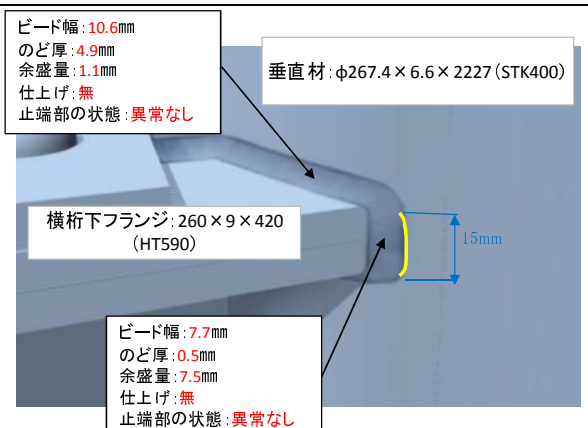 ビード幅:10.6㎜
のど厚:4.9㎜
余盛量:1.1㎜
仕上げ:無
止端部の状態:異常なし
垂直材:φ267.4×6.6×2227(STK400)
横桁下フランジ:260×9×420
(HT590)
15mm
ビード幅:7.7㎜
のど厚:0.5㎜
余盛量:7.5㎜
仕上げ:無
止端部の状態:異常なし